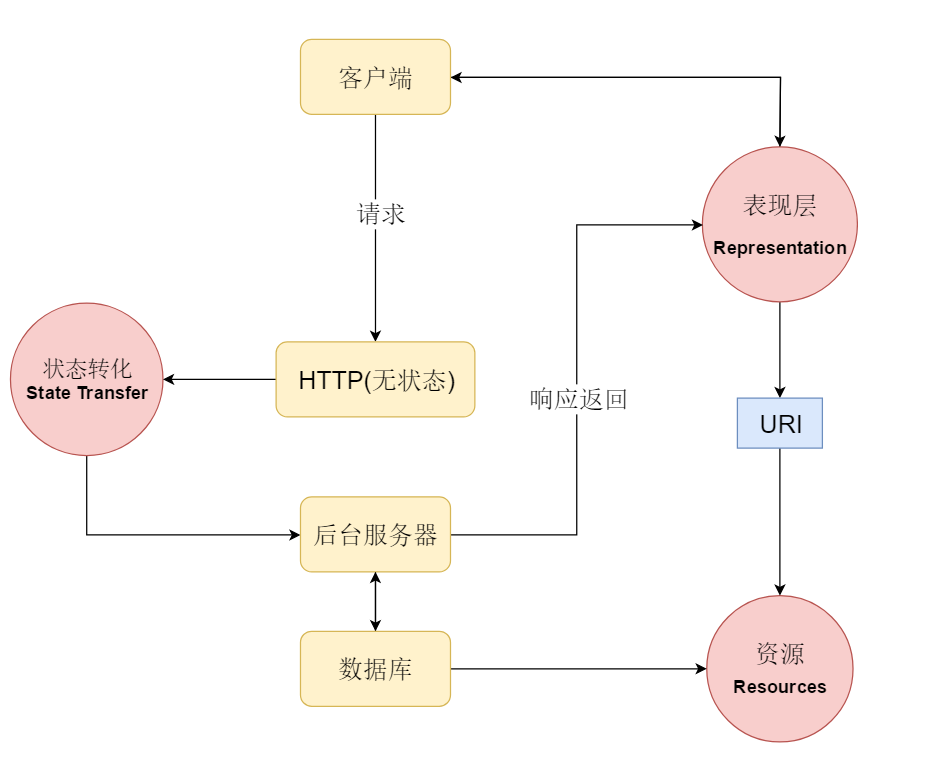 客户端
请求
表现层
Representation
状态转化
State Transfer
HTTP(无状态)
响应返回
URI
后台服务器
数据库
资源
Resources